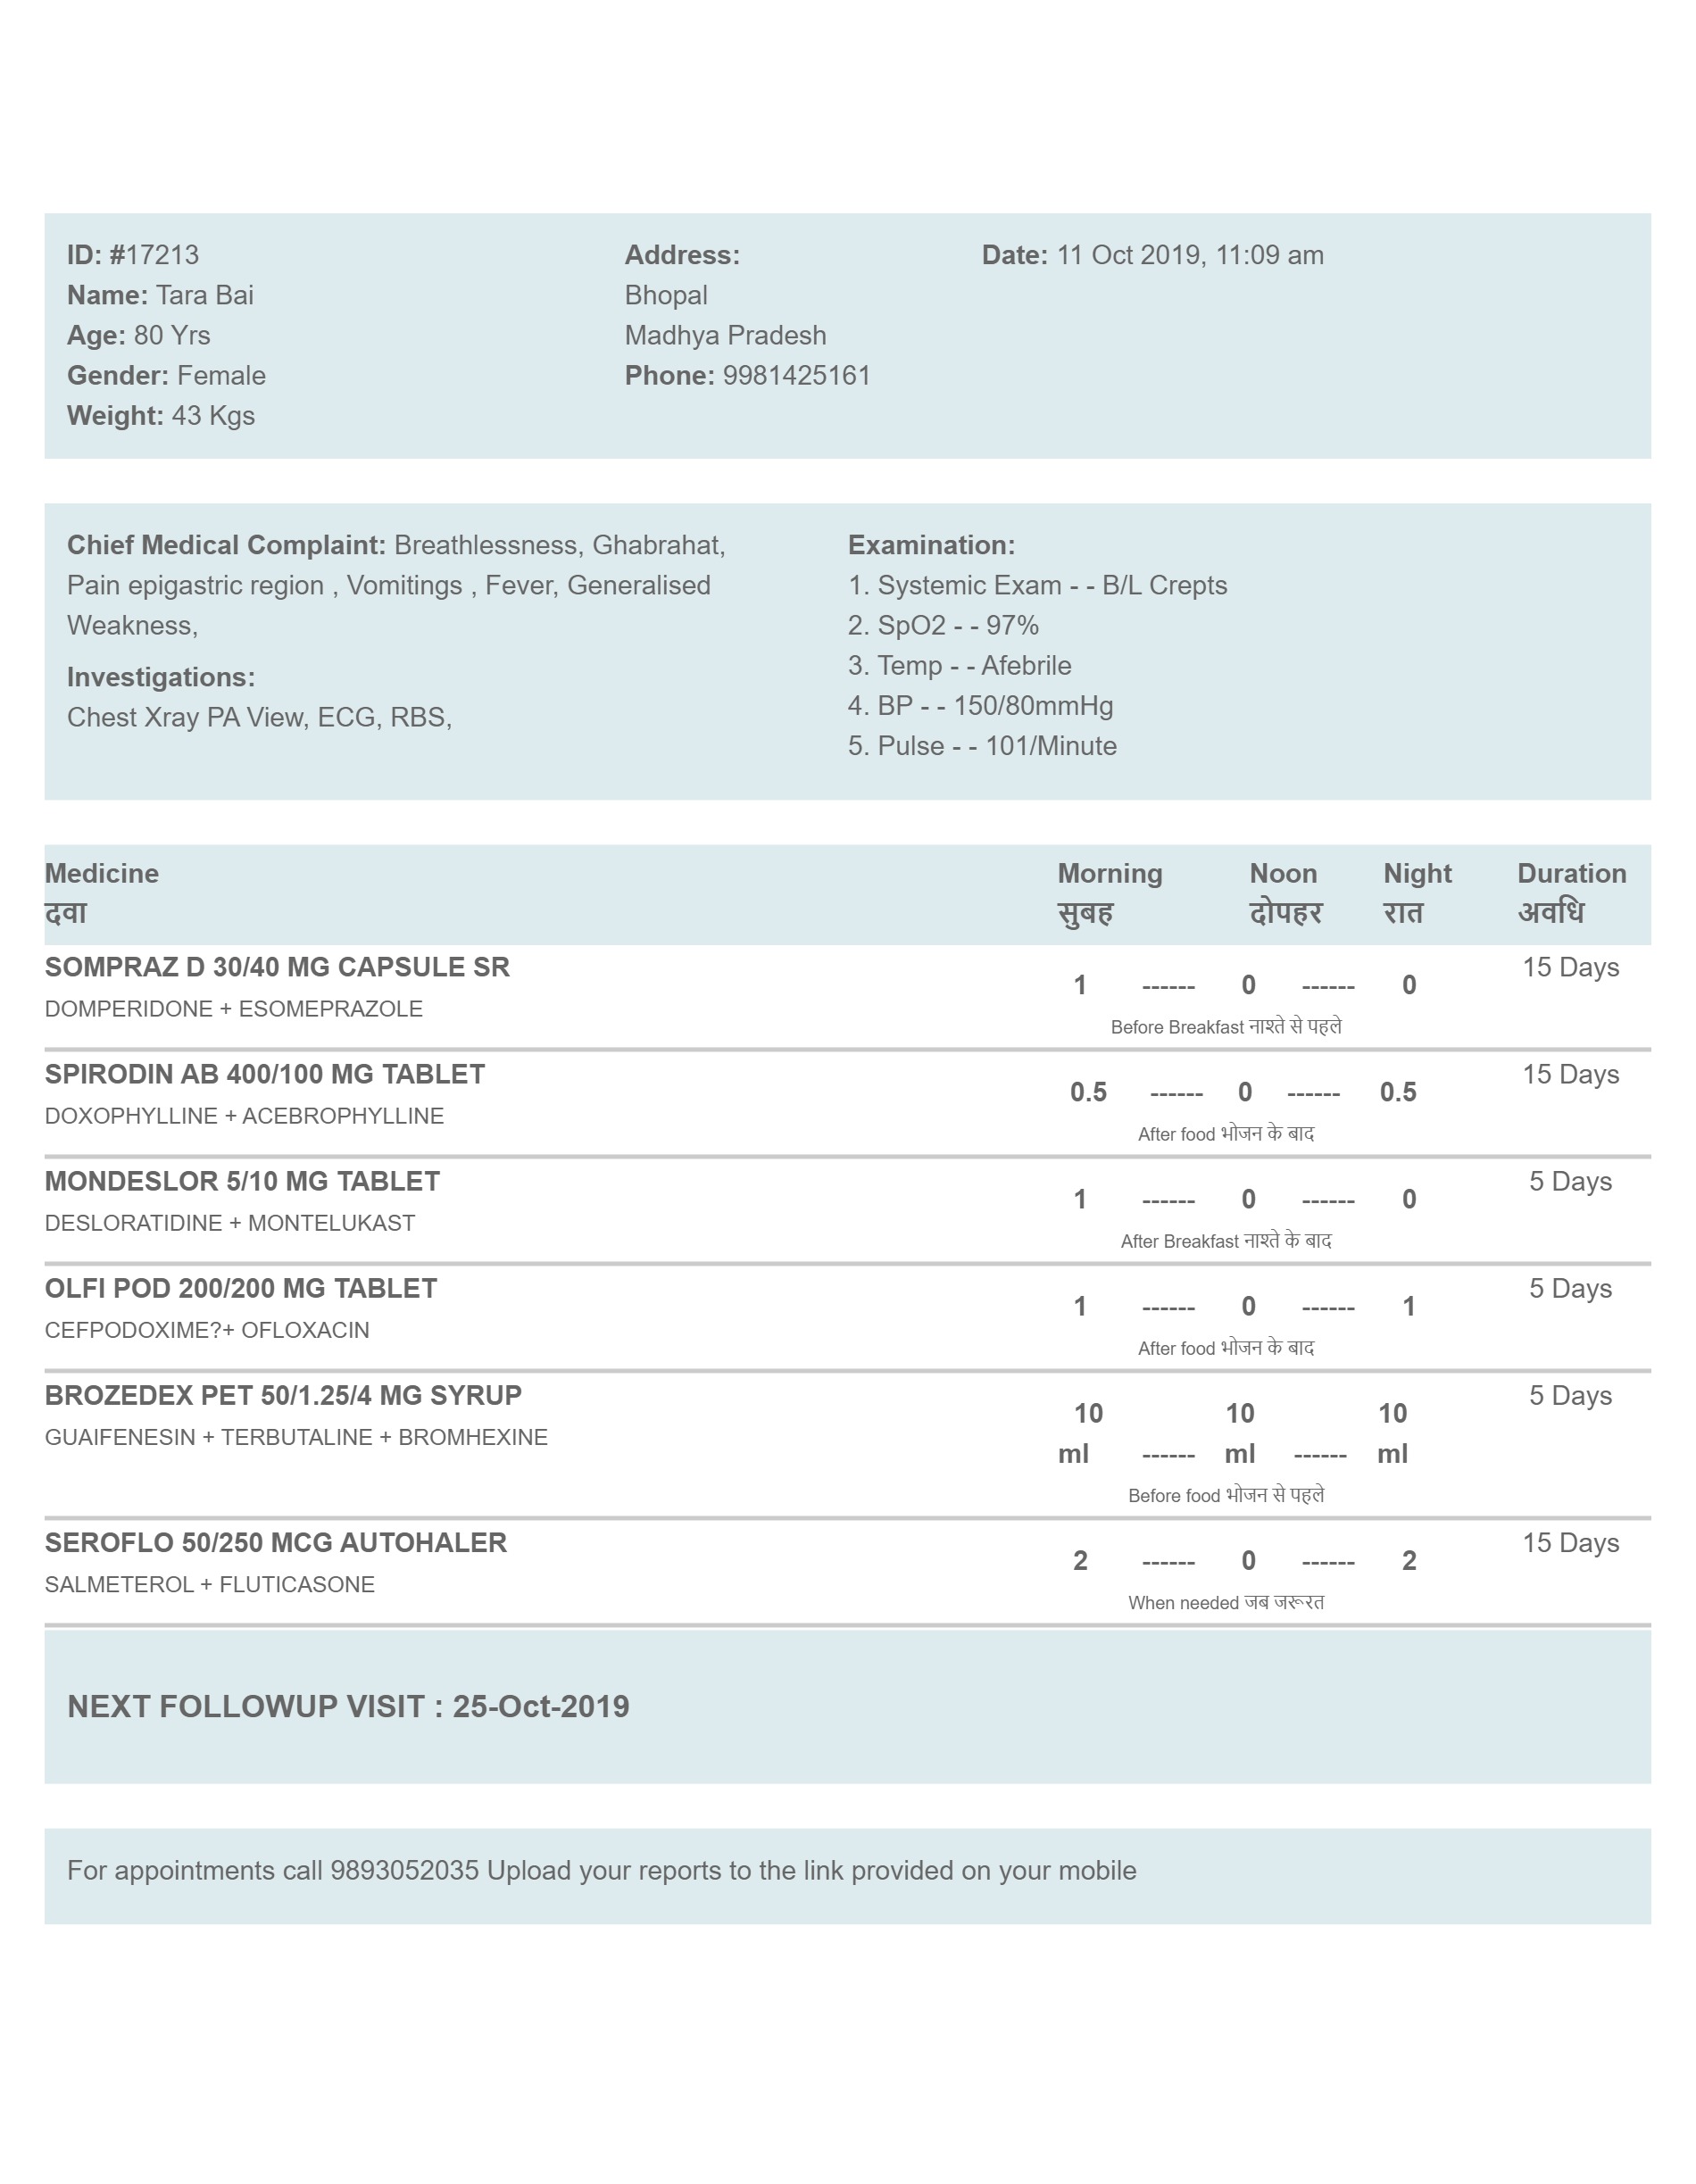 ID: #17213
Name: Tara Bai
Age: 80 Yrs
Gender: Female
Weight: 43 Kgs
Address:
Bhopal
Madhya Pradesh
Phone: 9981425161
Date: 11 Oct 2019, 11:09 am
Chief Medical Complaint: Breathlessness, Ghabrahat,
Pain epigastric region , Vomitings , Fever, Generalised
Weakness,
Investigations:
Chest Xray PA View, ECG, RBS,
Examination:
1. Systemic Exam - - B/L Crepts
2. SpO2 - - 97%
3. Temp - - Afebrile
4. BP - - 150/80mmHg
5. Pulse - - 101/Minute
Medicine Morning Noon Night Duration
दवा सुबह दोपहर रात अवधि
SOMPRAZ D 30/40 MG CAPSULE SR 15 Days
1 ------ 0 ------ 0
DOMPERIDONE + ESOMEPRAZOLE
Before Breakfast नाश्ते से पहले
SPIRODIN AB 400/100 MG TABLET 15 Days
0.5 ------ 0 ------ 0.5
DOXOPHYLLINE + ACEBROPHYLLINE
After food भोजन के बाद
MONDESLOR 5/10 MG TABLET 5 Days
1 ------ 0 ------ 0
DESLORATIDINE + MONTELUKAST
After Breakfast नाश्ते के बाद
OLFI POD 200/200 MG TABLET 5 Days
1 ------ 0 ------ 1
CEFPODOXIME?+ OFLOXACIN
After food भोजन के बाद
BROZEDEX PET 50/1.25/4 MG SYRUP 5 Days
10 10 10
GUAIFENESIN + TERBUTALINE + BROMHEXINE
ml ------ ml ------ ml
Before food भोजन से पहले
SEROFLO 50/250 MCG AUTOHALER 15 Days
2 ------ 0 ------ 2
SALMETEROL + FLUTICASONE
When needed जब जरूरत
NEXT FOLLOWUP VISIT : 25-Oct-2019
For appointments call 9893052035 Upload your reports to the link provided on your mobile